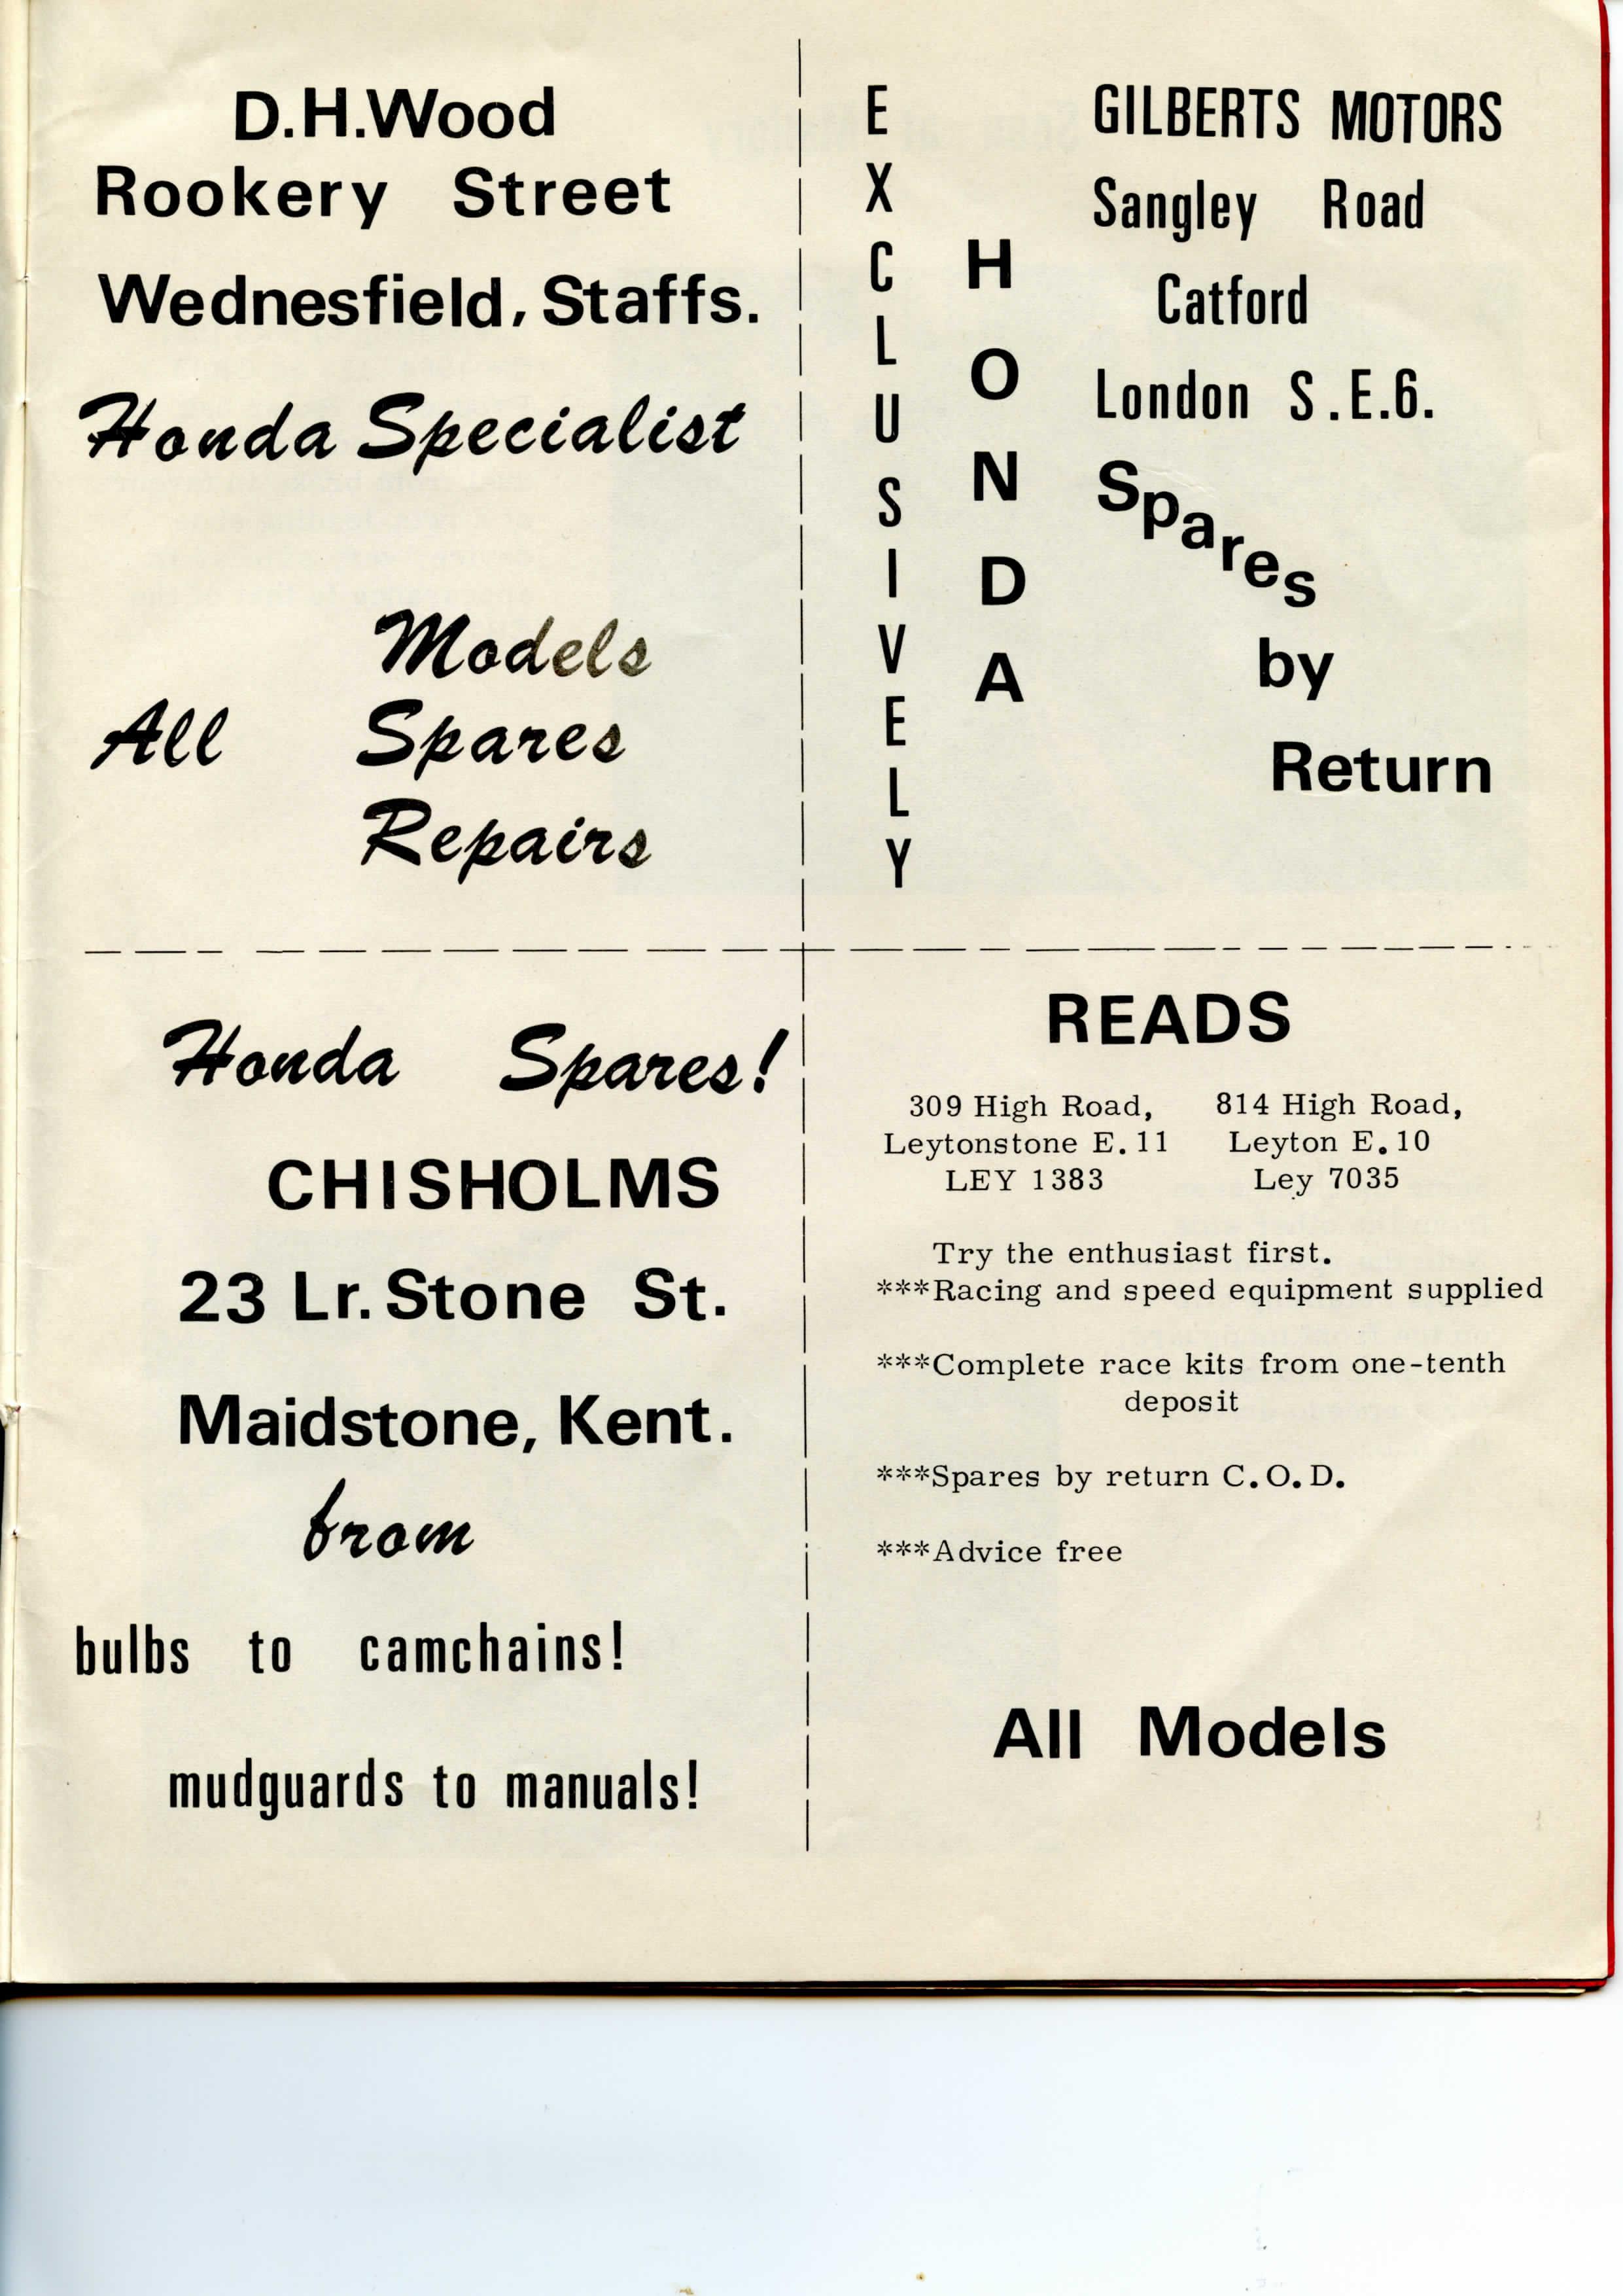 D.H.Wood
Rookery Street
Wednesfield, Staffs.
Honda Specialist
Models
All Spares
Repairs
EXCLUSIVELY
HONDA
GILBERTS MOTORS
Sangley Road
Catford
London S.E.6.
Spares
by
Return
Honda Spares!
CHISHOLMS
23 Lr. Stone St.
Maidstone, Kent.
from
bulbs to camchains!
mudguards to manuals!
READS
309 High Road, 814 High Road,
Leytonstone E. 11 Leyton E. 10
LEY 1383 Ley 7035
Try the enthusiast first.
***Racing and speed equipment supplied
***Complete race kits from one-tenth
deposit
***Spares by return C.O.D.
***Advice free
All Models